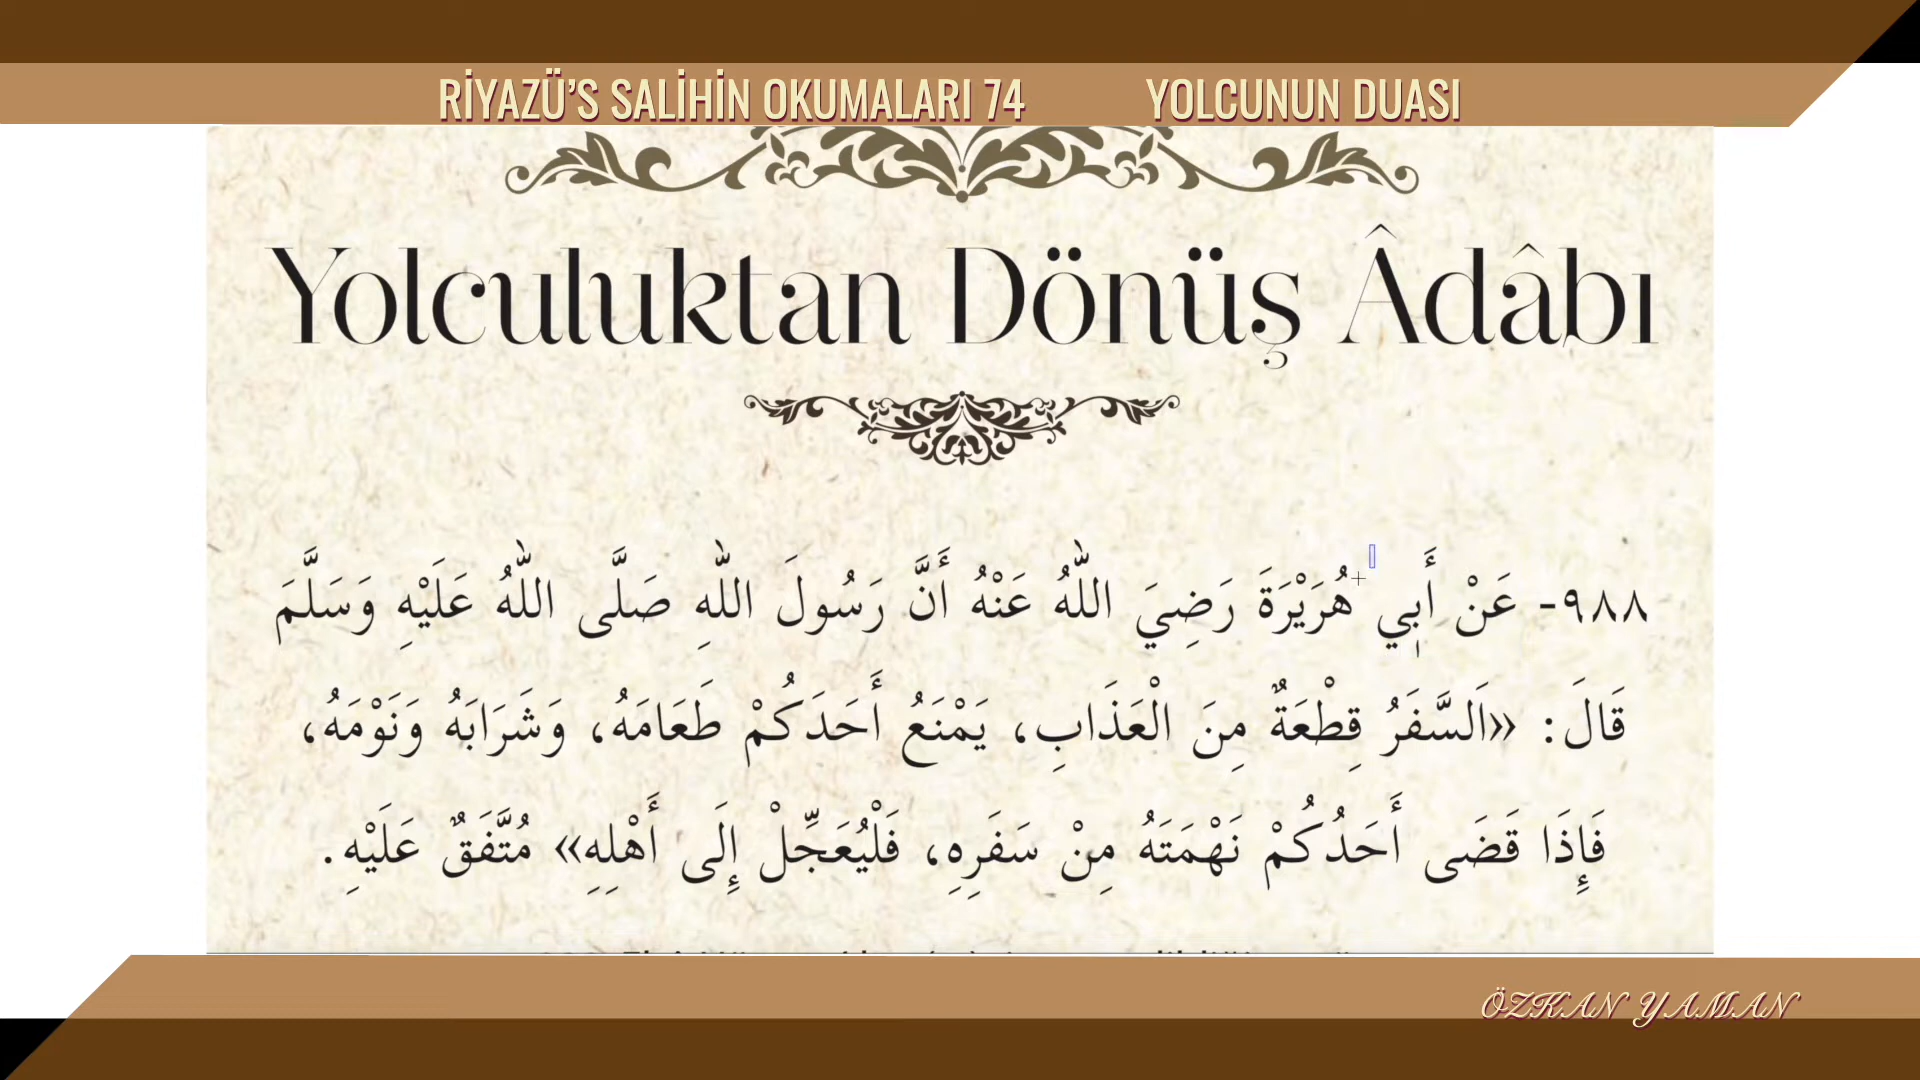 RİYAZÜ'S SALİHİN OKUMALARI 74 YOLCUNUN DUASI
Yolculuktan Dönüş Âdâbı
٩٨٨- عَنْ أَبِي هُرَيْرَةَ رَضِيَ اللّٰهُ عَنْهُ أَنَّ رَسُولَ اللّٰهِ صَلَّى اللّٰهُ عَلَيْهِ وَسَلَّمَ
قَالَ: «اَلسَّفَرُ قِطْعَةٌ مِنَ الْعَذَابِ، يَمْنَعُ أَحَدَكُمْ طَعَامَهُ، وَشَرَابَهُ وَنَوْمَهُ،
فَإِذَا قَضَى أَحَدُكُمْ نَهْمَتَهُ مِنْ سَفَرِهِ، فَلْيُعَجِّلْ إِلَى أَهْلِهِ» مُتَّفَقٌ عَلَيْهِ.
ÖZKAN YAMAN